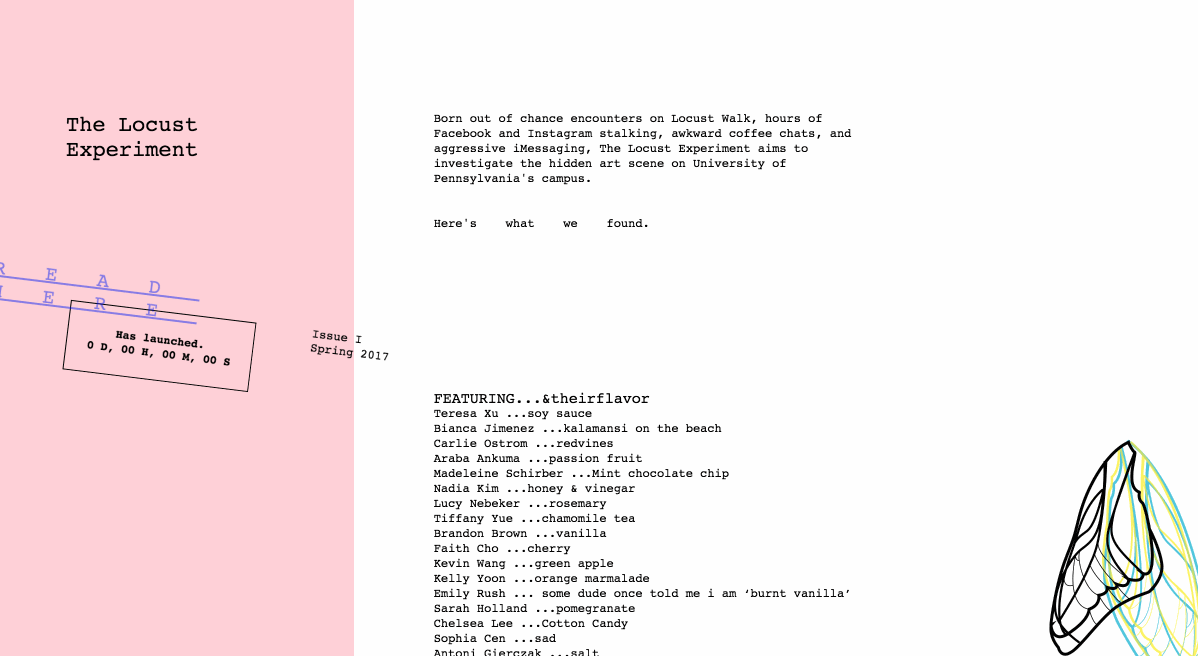 The Locust
Experiment
READ
HERE
Has launched.
0 D, 00 H, 00 M, 00 S
Issue I
Spring 2017
Born out of chance encounters on Locust Walk, hours of
Facebook and Instagram stalking, awkward coffee chats, and
aggressive iMessaging, The Locust Experiment aims to
investigate the hidden art scene on University of
Pennsylvania's campus.
Here's what we found.
FEATURING...&theirflavor
Teresa Xu ...soy sauce
Bianca Jimenez ...kalamansi on the beach
Carlie Ostrom ...redvines
Araba Ankuma ...passion fruit
Madeleine Schirber ...Mint chocolate chip
Nadia Kim ...honey & vinegar
Lucy Nebeker ...rosemary
Tiffany Yue ...chamomile tea
Brandon Brown ...vanilla
Faith Cho ...cherry
Kevin Wang ...green apple
Kelly Yoon ...orange marmalade
Emily Rush ... some dude once told me i am ‘burnt vanilla’
Sarah Holland ...pomegranate
Chelsea Lee ...Cotton Candy
Sophia Cen ...sad
Antoni Gierczak ...salt